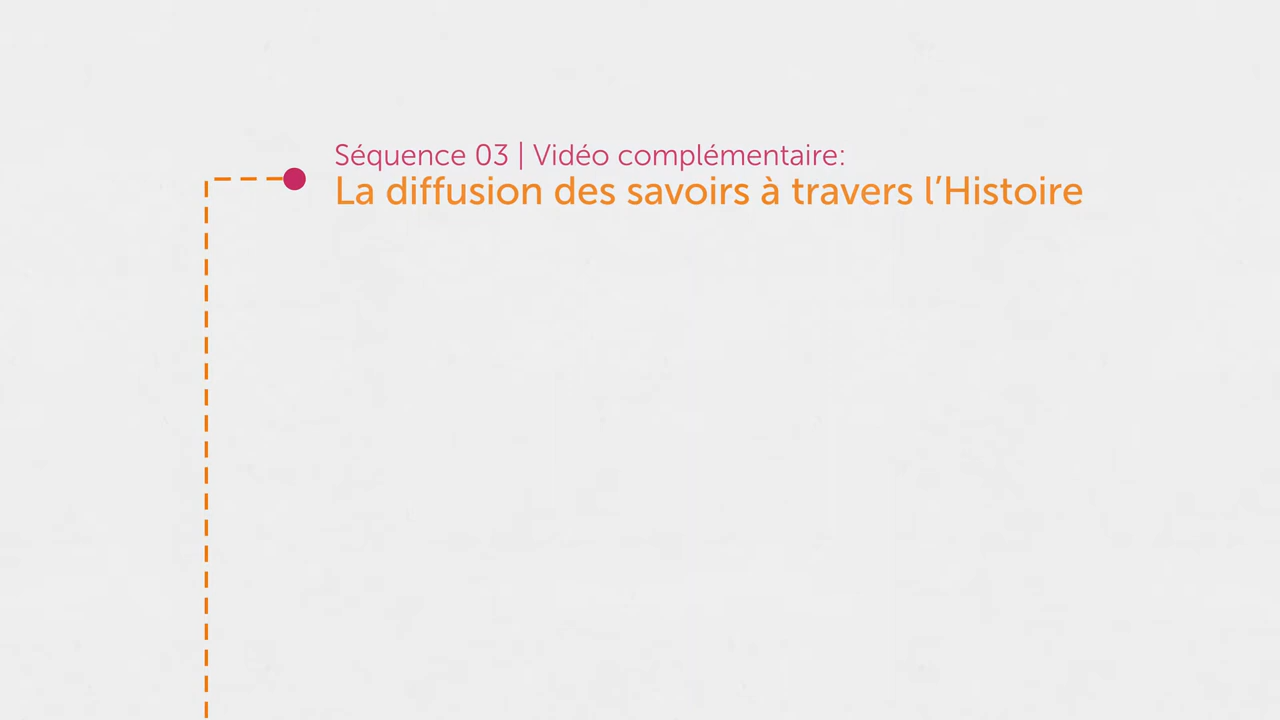 Séquence 03 | Vidéo complémentaire:
La diffusion des savoirs à travers l’Histoire